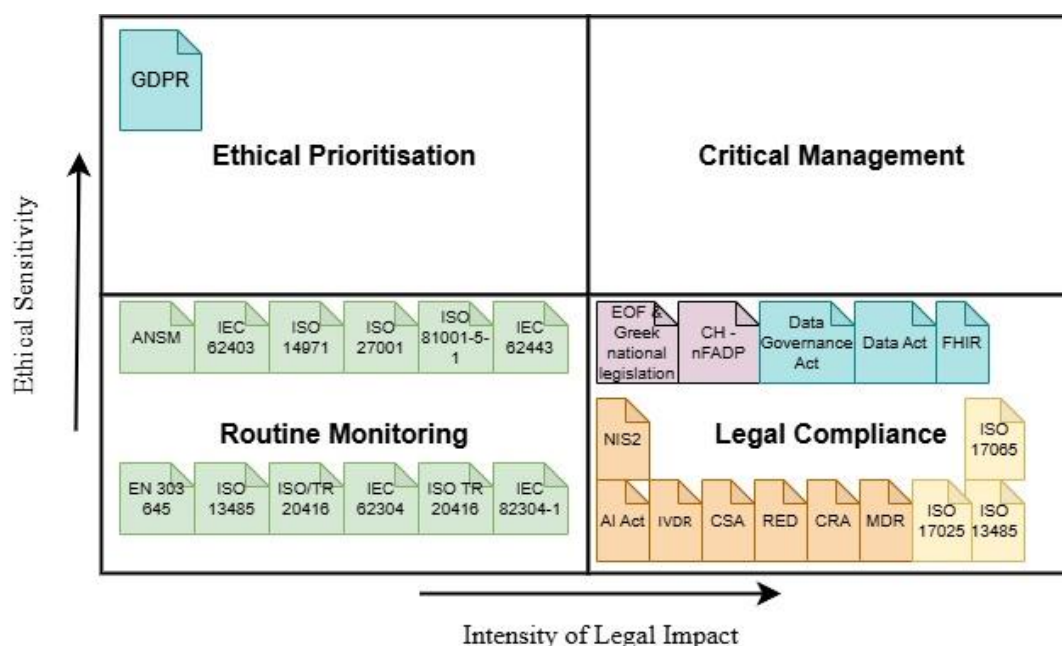 GDPR
Ethical Prioritisation
Critical Management
Ethical Sensitivity
ANSM
IEC
62403
ISO
14971
ISO
27001
ISO
81001-5-
1
IEC
62443
EOF &
Greek
national
legislation
CH -
nFADP
Data
Governance
Act
Data Act
FHIR
Routine Monitoring
NIS2
Legal Compliance
ISO
17065
EN 303
645
ISO
13485
ISO/TR
20416
IEC
62304
ISO TR
20416
IEC
82304-1
AI Act
IVDR
CSA
RED
CRA
MDR
ISO
17025
ISO
13485
Intensity of Legal Impact